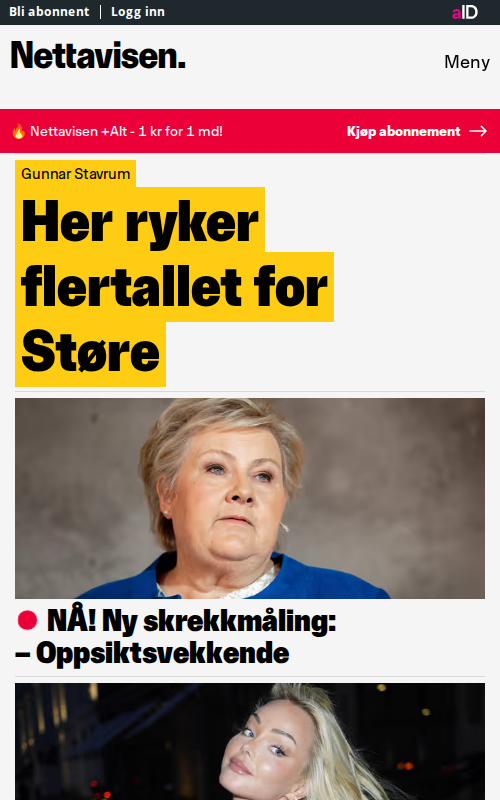 Bli abonnent | Logg inn
aID
Nettavisen.
Meny
🔥 Nettavisen +Alt - 1 kr for 1 md!
Kjøp abonnement →
Gunnar Stavrum
Her ryker
flertallet for
Støre
NÅ! Ny skrekkmåling:
– Oppsiktsvekkende